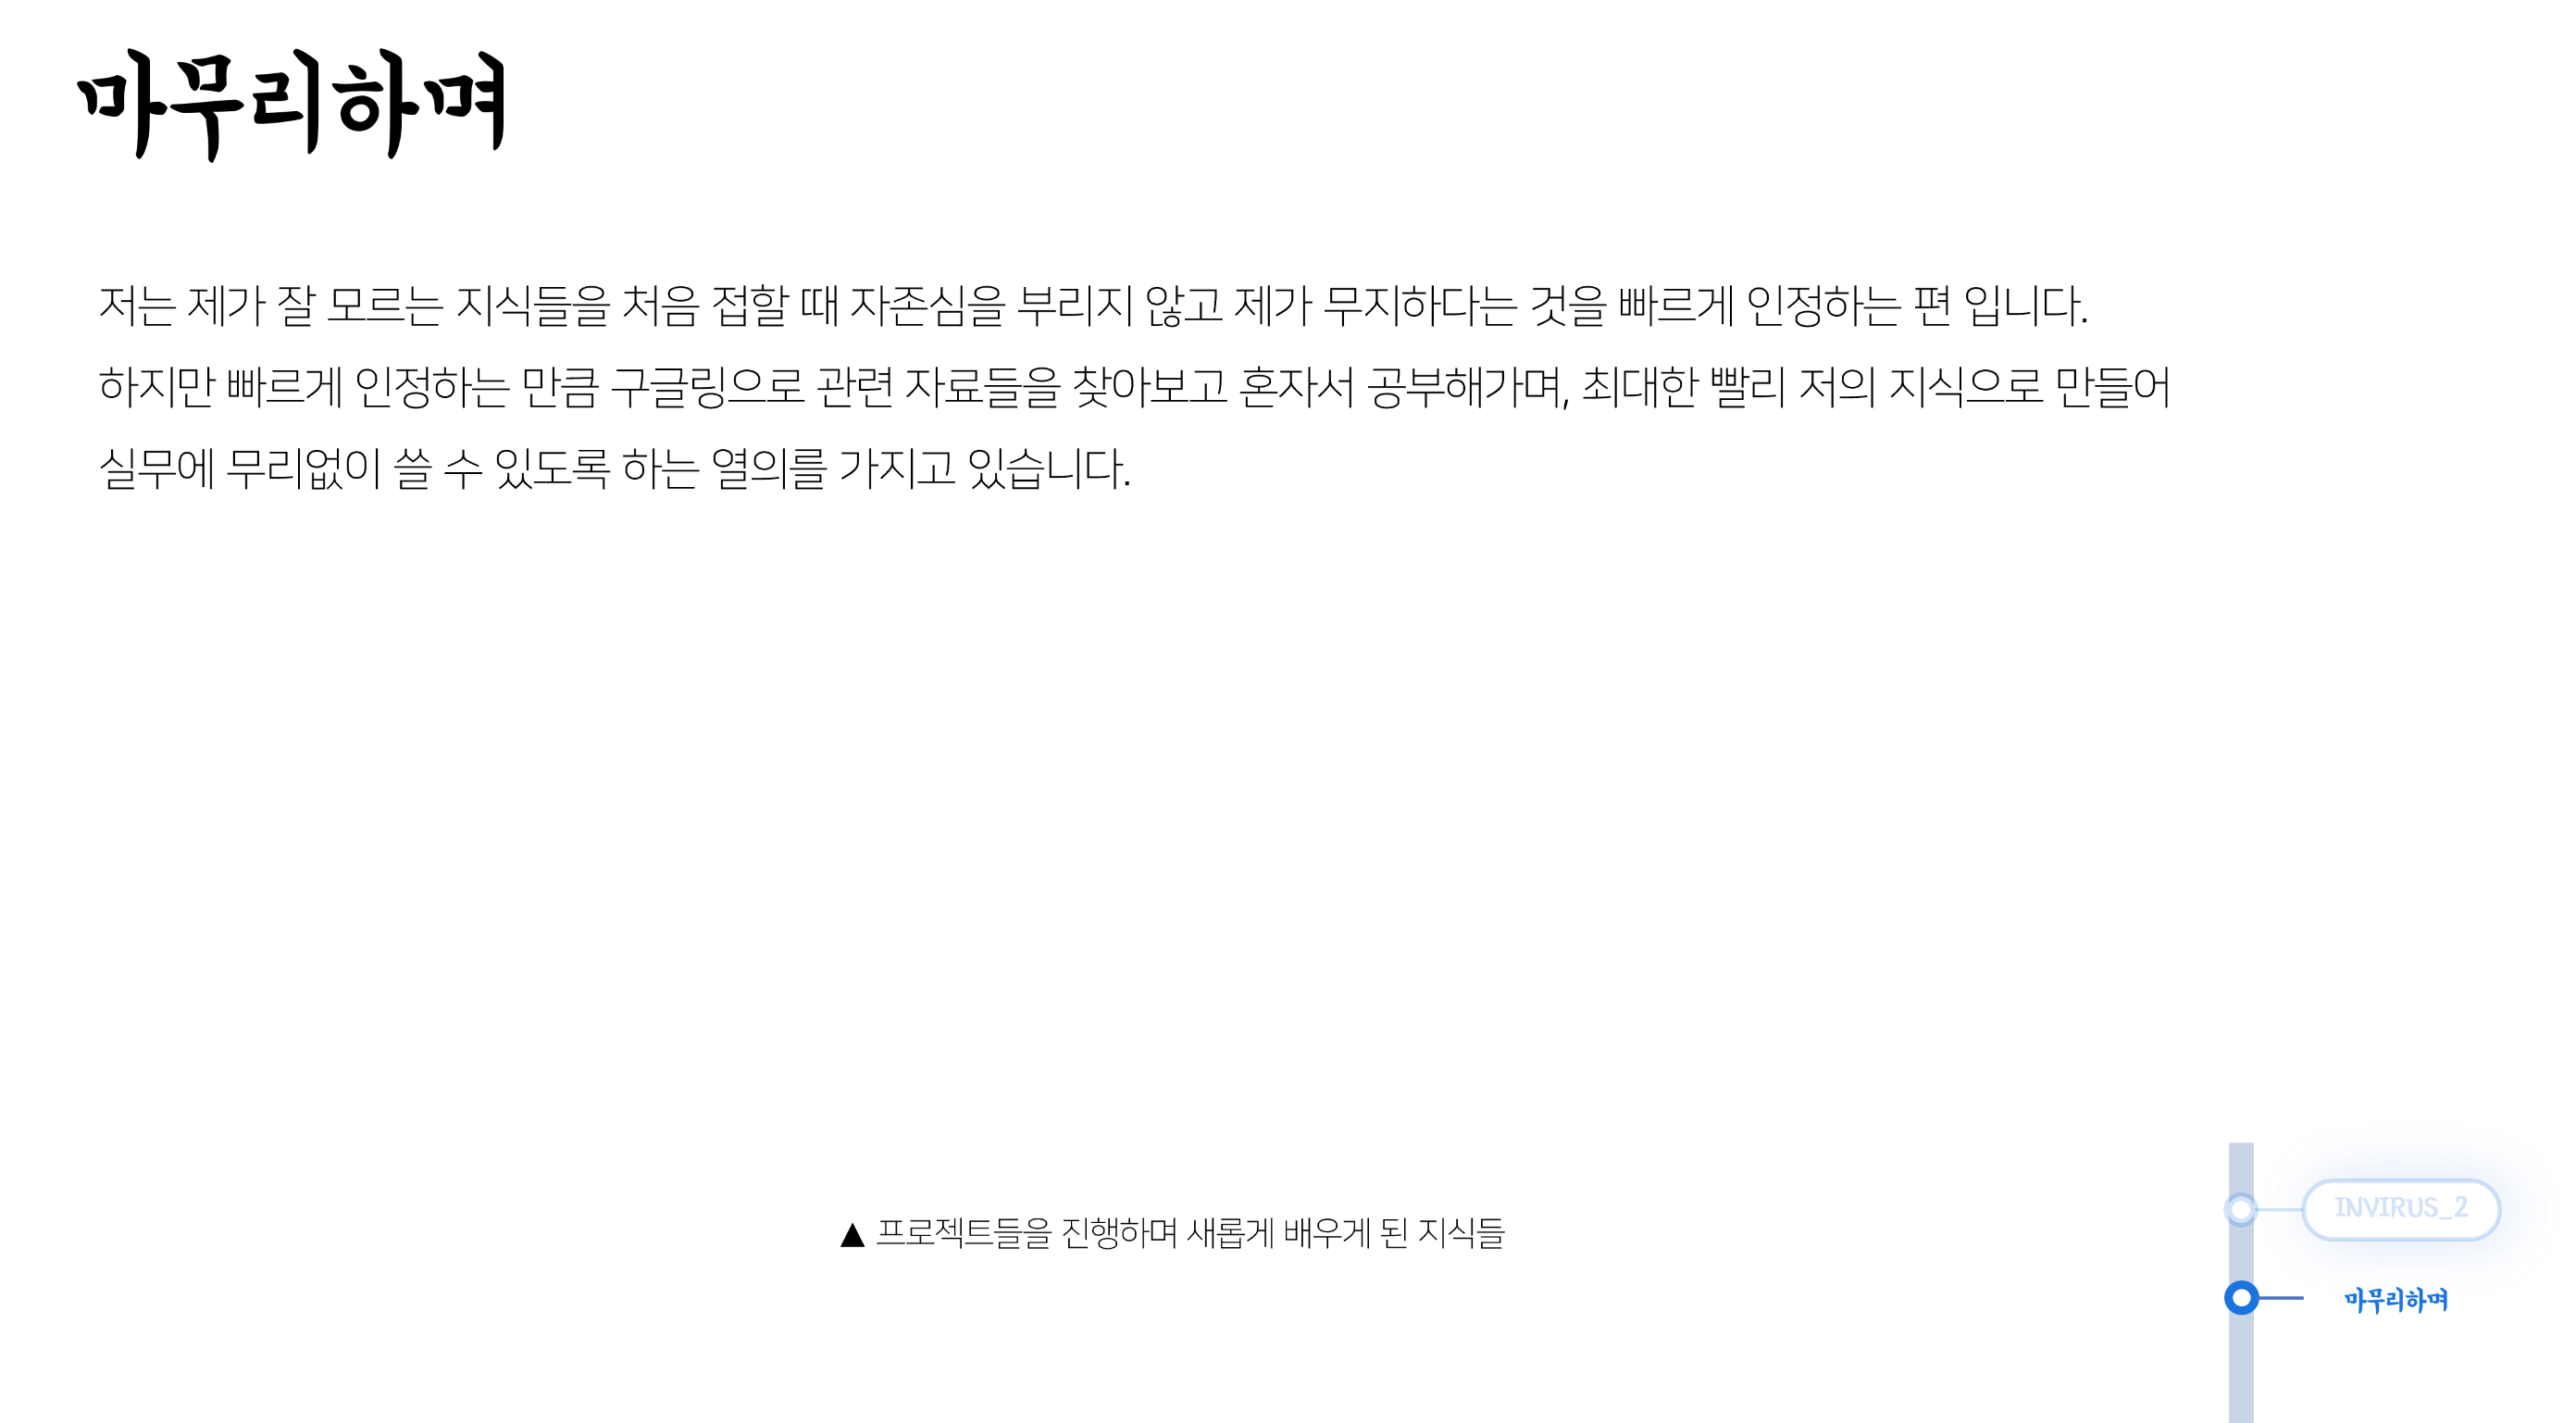 마무리하며
저는 제가 잘 모르는 지식들을 처음 접할 때 자존심을 부리지 않고 제가 무지하다는 것을 빠르게 인정하는 편 입니다.
하지만 빠르게 인정하는 만큼 구글링으로 관련 자료들을 찾아보고 혼자서 공부해가며, 최대한 빨리 저의 지식으로 만들어
실무에 무리없이 쓸 수 있도록 하는 열의를 가지고 있습니다.
▲ 프로젝트들을 진행하며 새롭게 배우게 된 지식들
INVIRUS_2
마무리하며